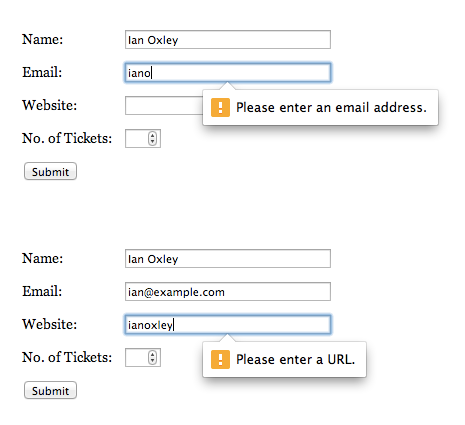 Name: Ian Oxley
Email: iano
Please enter an email address.
Website:
No. of Tickets:
Submit
Name: Ian Oxley
Email: ian@example.com
Website: ianoxley
Please enter a URL.
No. of Tickets:
Submit